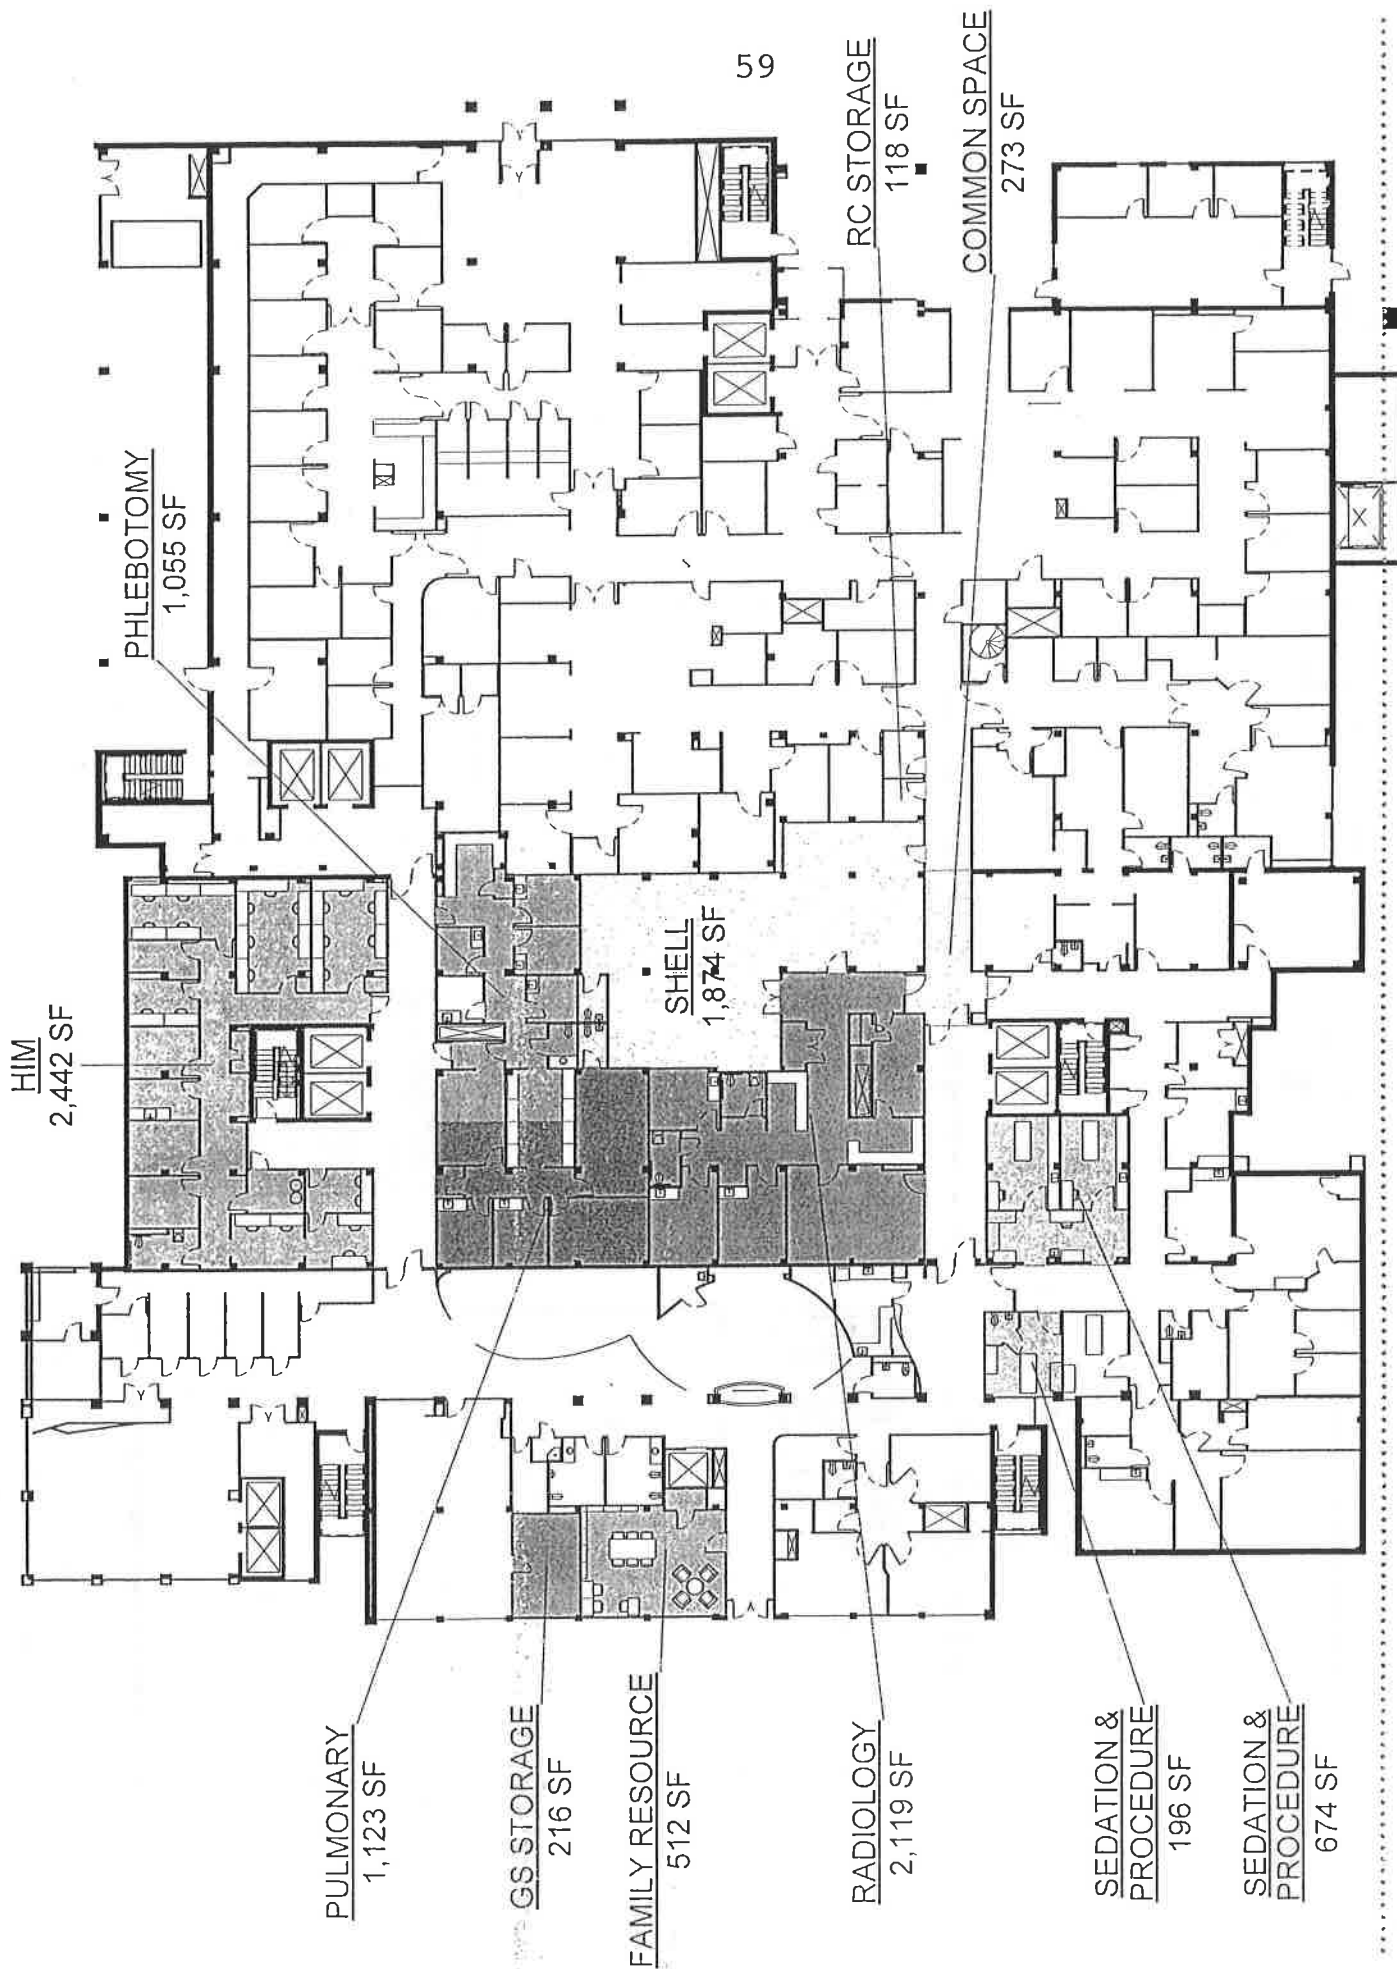 59
HIM
2,442 SF
PHLEBOTOMY
1,055 SF
RC STORAGE
118 SF
COMMON SPACE
273 SF
SHELL
1,874 SF
PULMONARY
1,123 SF
GS STORAGE
216 SF
FAMILY RESOURCE
512 SF
RADIOLOGY
2,119 SF
SEDATION &
PROCEDURE
196 SF
SEDATION &
PROCEDURE
674 SF